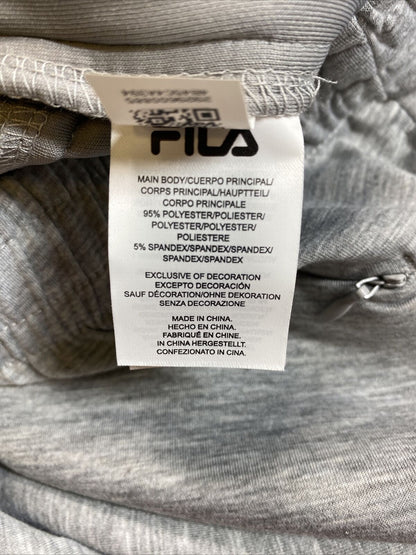 FILA
MAIN BODY/CUERPO PRINCIPAL/
CORPS PRINCIPAL/HAUPTTEIL/
CORPO PRINCIPALE
95% POLYESTER/POLIESTER/
POLYESTER/POLYESTER/
POLIESTERE
5% SPANDEX/SPANDEX/SPANDEX/
SPANDEX/SPANDEX
EXCLUSIVE OF DECORATION
EXCEPTO DECORACIÓN
SAUF DÉCORATION/OHNE DEKORATION
SENZA DECORAZIONE
MADE IN CHINA.
HECHO EN CHINA.
FABRIQUÉ EN CHINE.
IN CHINA HERGESTELLT.
CONFEZIONATO IN CINA.